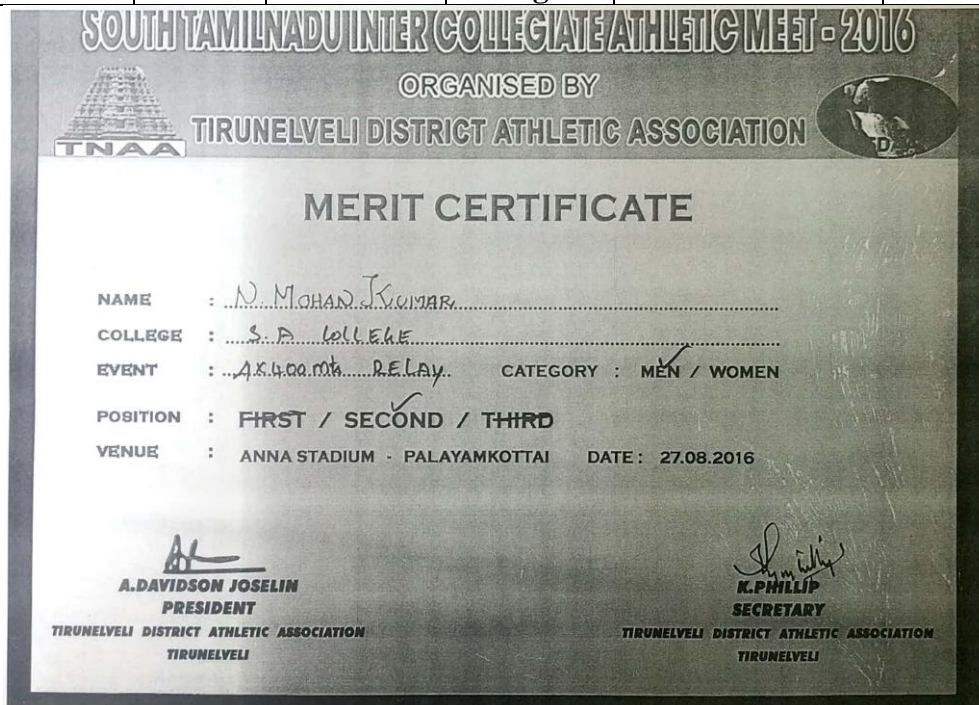 SOUTH TAMILNADU INTER COLLEGIATE ATHLETIC MEET - 2016
ORGANISED BY
TIRUNELVELI DISTRICT ATHLETIC ASSOCIATION
TNAA
D
MERIT CERTIFICATE
NAME : N. MOHAN KUMAR
COLLEGE : S. A COLLEGE
EVENT : 4X400 mts RELAY CATEGORY : MEN / WOMEN
POSITION : FIRST / SECOND / THIRD
VENUE : ANNA STADIUM - PALAYAMKOTTAI DATE : 27.08.2016
A.DAVIDSON JOSELIN
PRESIDENT
TIRUNELVELI DISTRICT ATHLETIC ASSOCIATION
TIRUNELVELI
K.PHILLIP
SECRETARY
TIRUNELVELI DISTRICT ATHLETIC ASSOCIATION
TIRUNELVELI